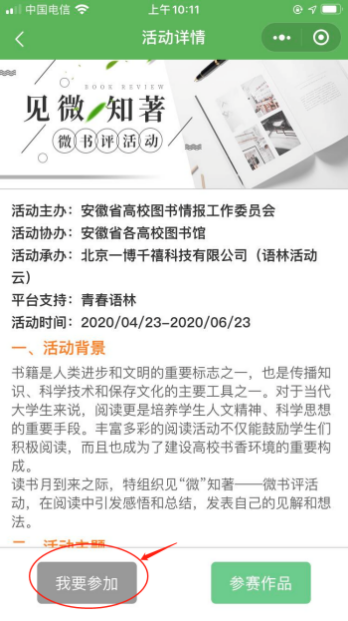 中国电信
上午10:11
活动详情
BOOK REVIEW
见微知著
微书评活动
活动主办：安徽省高校图书情报工作委员会
活动协办：安徽省各高校图书馆
活动承办：北京一博千禧科技有限公司（语林活动
云）
平台支持：青春语林
活动时间：2020/04/23-2020/06/23
一、活动背景
书籍是人类进步和文明的重要标志之一，也是传播知
识、科学技术和保存文化的主要工具之一。对于当代
大学生来说，阅读更是培养学生人文精神、科学思想
的重要手段。丰富多彩的阅读活动不仅能鼓励学生们
积极阅读，而且也成为了建设高校书香环境的重要构
成。
读书月到来之际，特组织见“微”知著——微书评活
动，在阅读中引发感悟和总结，发表自己的见解和想
法。
二、活动主题
我要参加
参赛作品